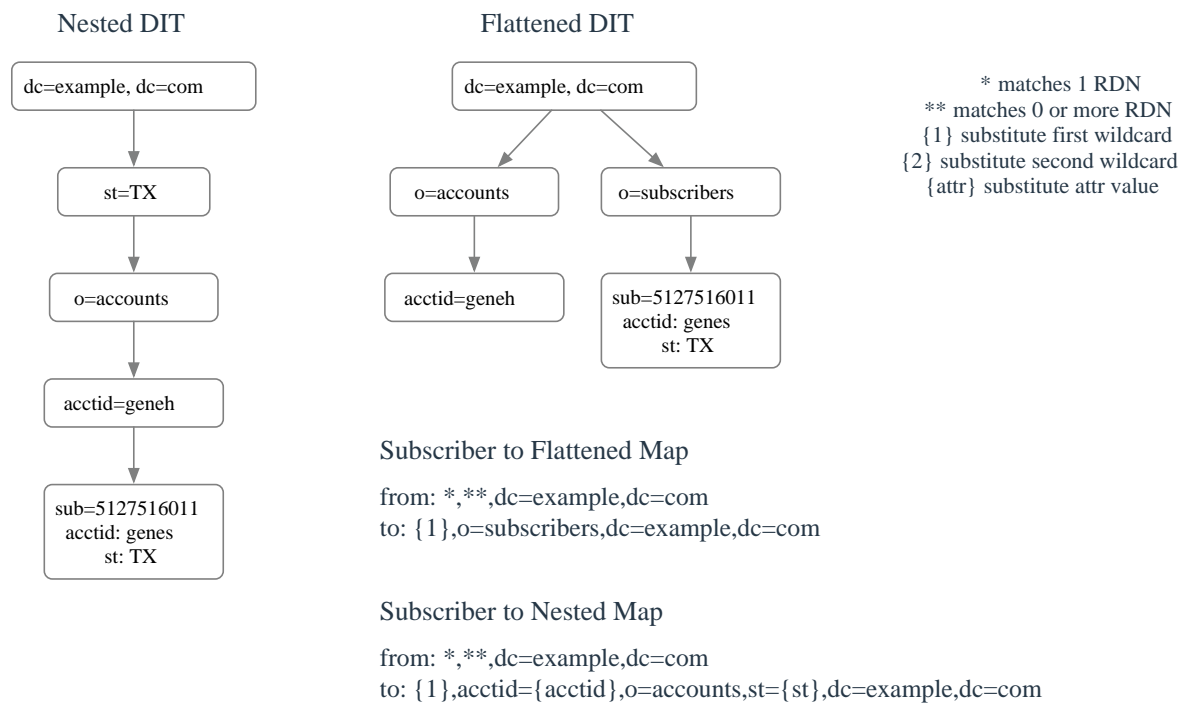 Nested DIT
dc=example, dc=com
st=TX
o=accounts
acctid=geneh
sub=5127516011
acctid: genes
st: TX
Flattened DIT
dc=example, dc=com
o=accounts
o=subscribers
acctid=geneh
sub=5127516011
acctid: genes
st: TX
* matches 1 RDN
** matches 0 or more RDN
{1} substitute first wildcard
{2} substitute second wildcard
{attr} substitute attr value
Subscriber to Flattened Map
from: *,**,dc=example,dc=com
to: {1},o=subscribers,dc=example,dc=com
Subscriber to Nested Map
from: *,**,dc=example,dc=com
to: {1},acctid={acctid},o=accounts,st={st},dc=example,dc=com